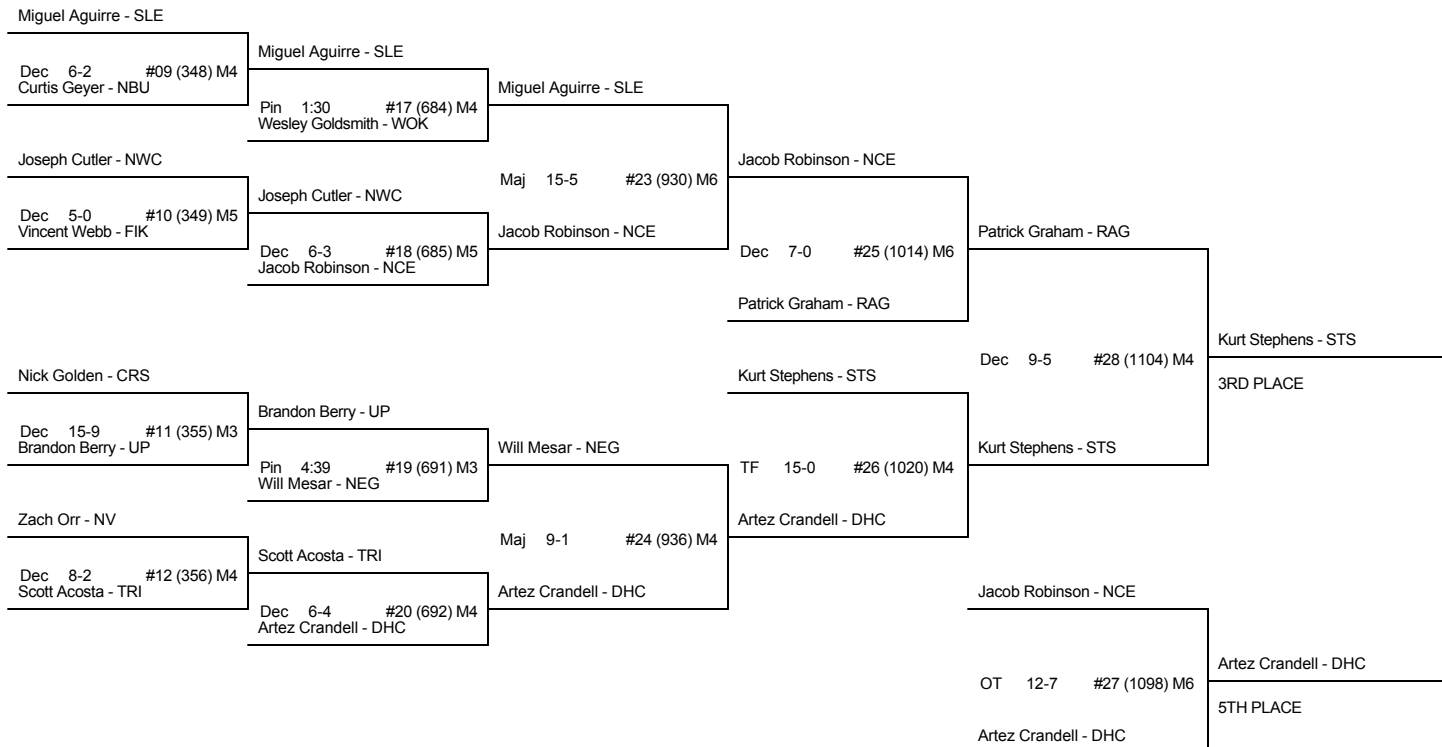 Miguel Aguirre - SLE
Dec 6-2 #09 (348) M4
Curtis Geyer - NBU
Joseph Cutler - NWC
Dec 5-0 #10 (349) M5
Vincent Webb - FIK
Nick Golden - CRS
Dec 15-9 #11 (355) M3
Brandon Berry - UP
Zach Orr - NV
Dec 8-2 #12 (356) M4
Scott Acosta - TRI
Miguel Aguirre - SLE
Pin 1:30 #17 (684) M4
Wesley Goldsmith - WOK
Joseph Cutler - NWC
Dec 6-3 #18 (685) M5
Jacob Robinson - NCE
Brandon Berry - UP
Pin 4:39 #19 (691) M3
Will Mesar - NEG
Scott Acosta - TRI
Dec 6-4 #20 (692) M4
Artez Crandell - DHC
Miguel Aguirre - SLE
Maj 15-5 #23 (930) M6
Jacob Robinson - NCE
Will Mesar - NEG
Maj 9-1 #24 (936) M4
Artez Crandell - DHC
Jacob Robinson - NCE
Dec 7-0 #25 (1014) M6
Patrick Graham - RAG
Kurt Stephens - STS
TF 15-0 #26 (1020) M4
Artez Crandell - DHC
Patrick Graham - RAG
Dec 9-5 #28 (1104) M4
Kurt Stephens - STS
Jacob Robinson - NCE
OT 12-7 #27 (1098) M6
Artez Crandell - DHC
Kurt Stephens - STS
3RD PLACE
Artez Crandell - DHC
5TH PLACE